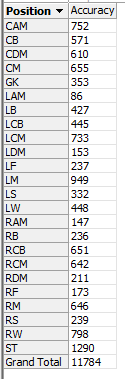 Position Accuracy
CAM 752
CB 571
CDM 610
CM 655
GK 353
LAM 86
LB 427
LCB 445
LCM 733
LDM 153
LF 237
LM 949
LS 332
LW 448
RAM 147
RB 236
RCB 651
RCM 642
RDM 211
RF 173
RM 646
RS 239
RW 798
ST 1290
Grand Total 11784